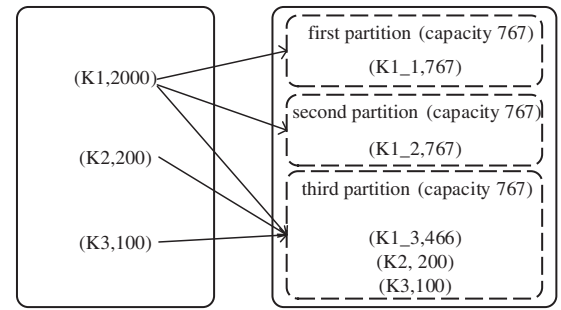 (K1,2000)
(K2,200)
(K3,100)
first partition (capacity 767)
(K1_1,767)
second partition (capacity 767)
(K1_2,767)
third partition (capacity 767)
(K1_3,466)
(K2, 200)
(K3,100)